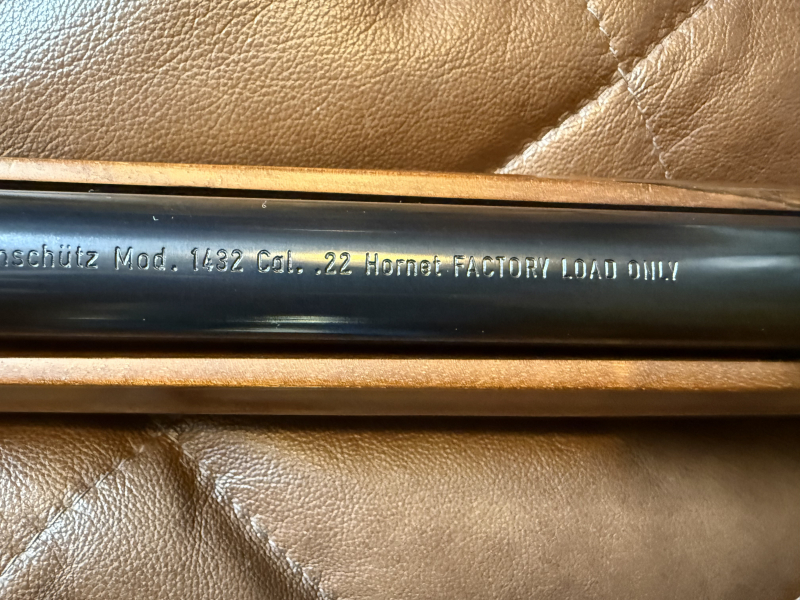 nschütz Mod. 1432 Cal. .22 Hornet FACTORY LOAD ONLY